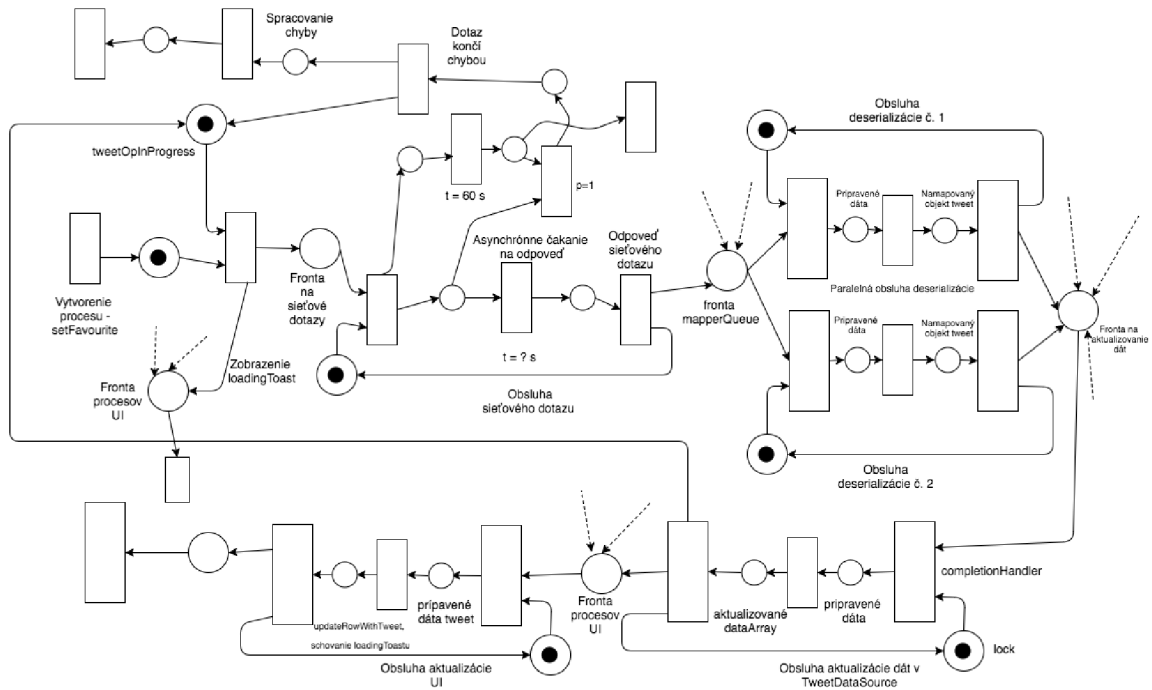 Spracovanie
chyby
Dotaz
končí
chybou
tweetOpInProgress
t = 60 s
p=1
Obsluha
deserializácie č. 1
Pripravené
dáta
Namapovaný
objekt tweet
Paralelná obsluha deserializácie
Vytvorenie
procesu -
setFavourite
Fronta
na
sieťové
dotazy
Asynchrónne čakanie
na odpoveď
Odpoveď
sieťového
dotazu
t = ? s
fronta
mapperQueue
Pripravené
dáta
Namapovaný
objekt tweet
Fronta na
aktualizovanie
dát
Zobrazenie
loadingToast
Fronta
procesov
UI
Obsluha
sieťového dotazu
Obsluha
deserializácie č. 2
completionHandler
prípavené
dáta tweet
Fronta
procesov
UI
aktualizované
dataArray
pripravené
dáta
updateRowWithTweet,
schovanie loadingToastu
Obsluha aktualizácie
UI
Obsluha aktualizácie dát v
TweetDataSource
lock